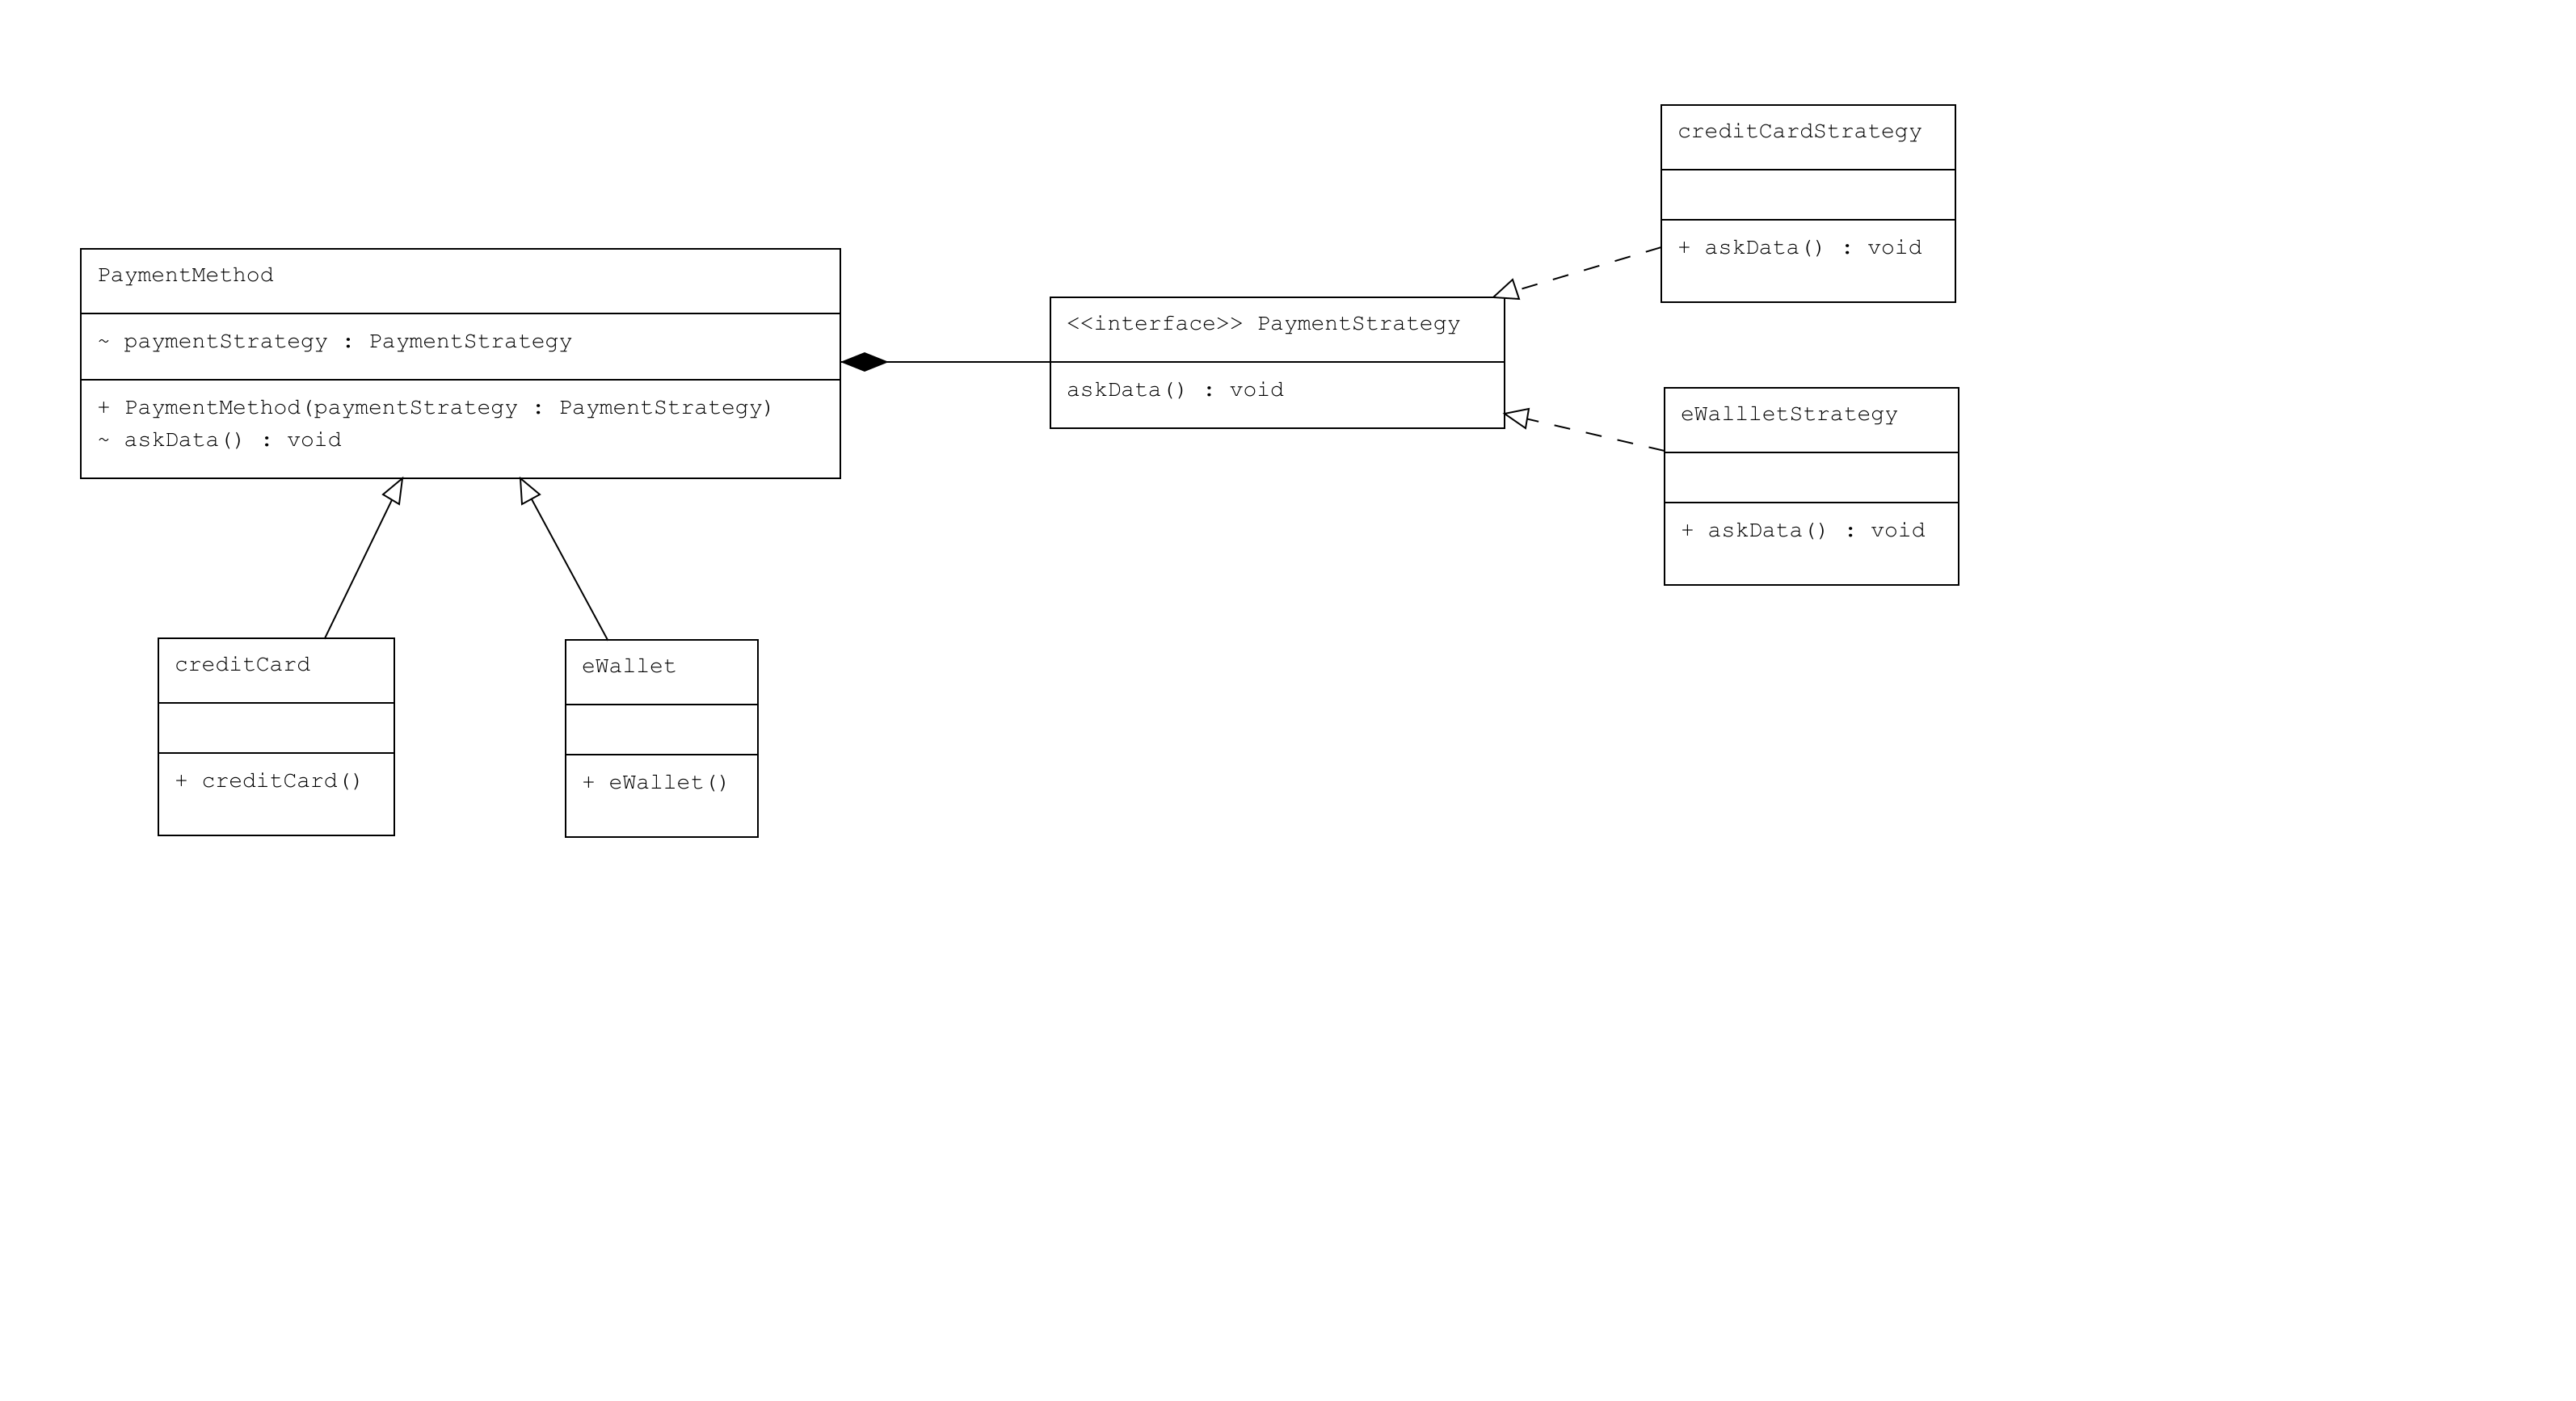 PaymentMethod
~ paymentStrategy : PaymentStrategy
+ PaymentMethod(paymentStrategy : PaymentStrategy)
~ askData() : void
<<interface>> PaymentStrategy
askData() : void
creditCardStrategy
+ askData() : void
eWallletStrategy
+ askData() : void
creditCard
+ creditCard()
eWallet
+ eWallet()